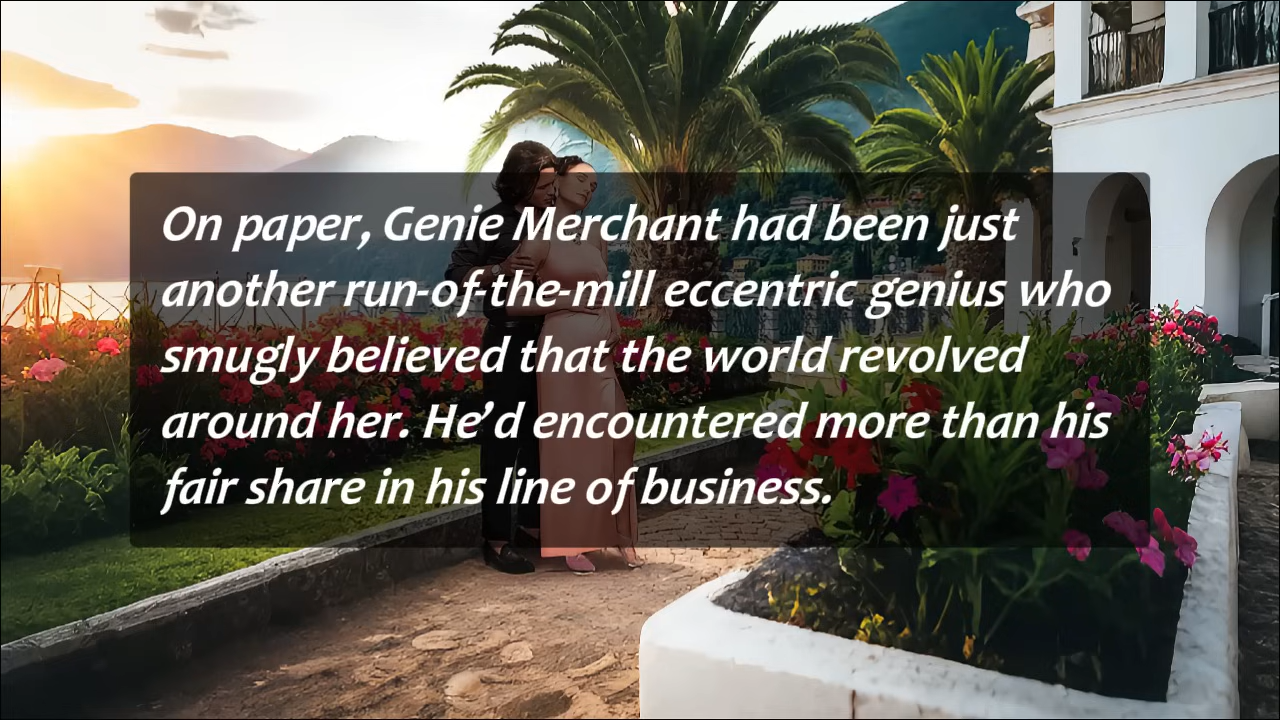 On paper, Genie Merchant had been just
another run-of-the-mill eccentric genius who
smugly believed that the world revolved
around her. He’d encountered more than his
fair share in his line of business.